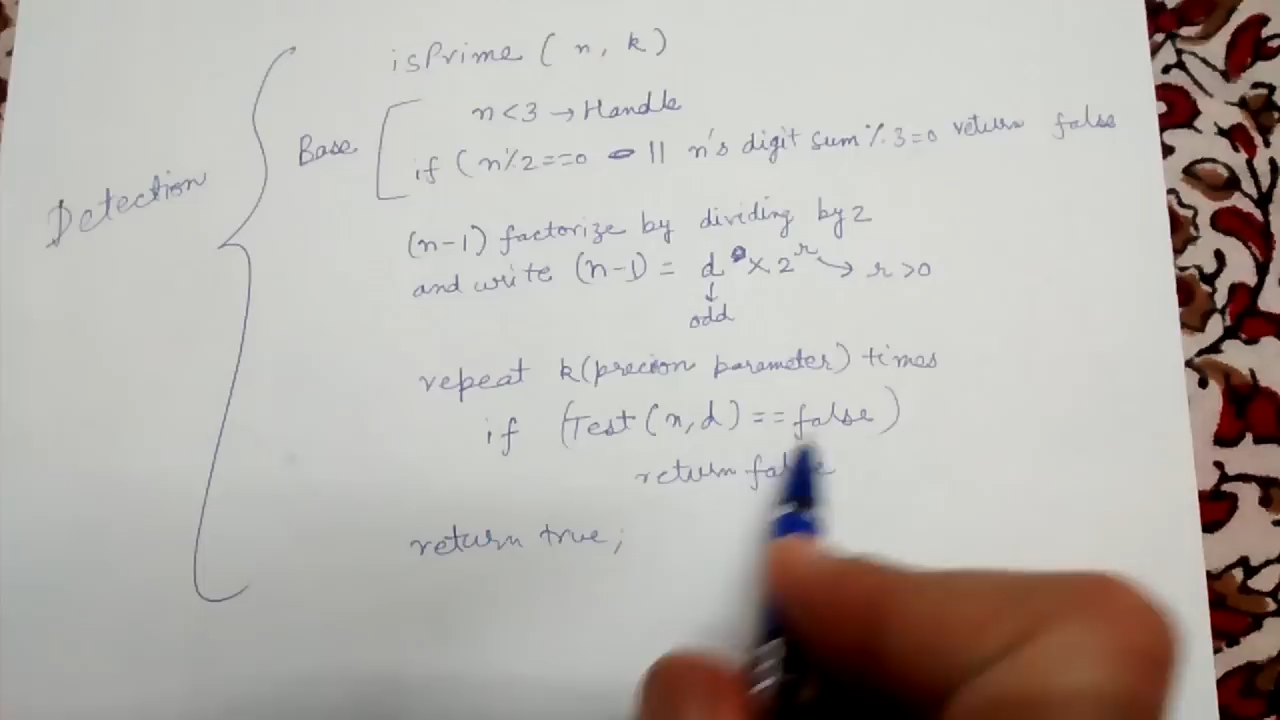 isPrime (n, k)
n<3 → Handle
Base
if (n%2==0 || n's digit sum % 3=0 return false
Detection
(n-1) factorize by dividing by 2
and write (n-1) = d × 2^r → r >0
↓
odd
repeat k(precion parameter) times
if (Test (n,d) == false)
return false
return true;